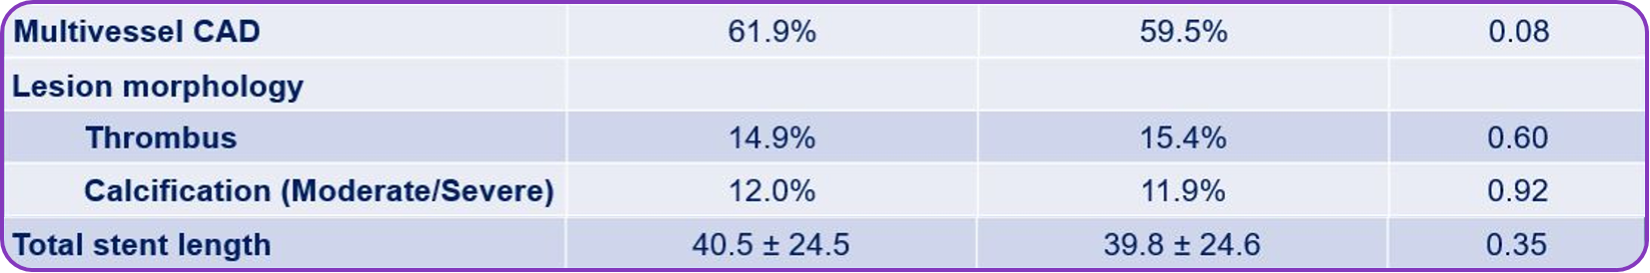 Multivessel CAD 61.9% 59.5% 0.08
Lesion morphology
Thrombus 14.9% 15.4% 0.60
Calcification (Moderate/Severe) 12.0% 11.9% 0.92
Total stent length 40.5 ± 24.5 39.8 ± 24.6 0.35